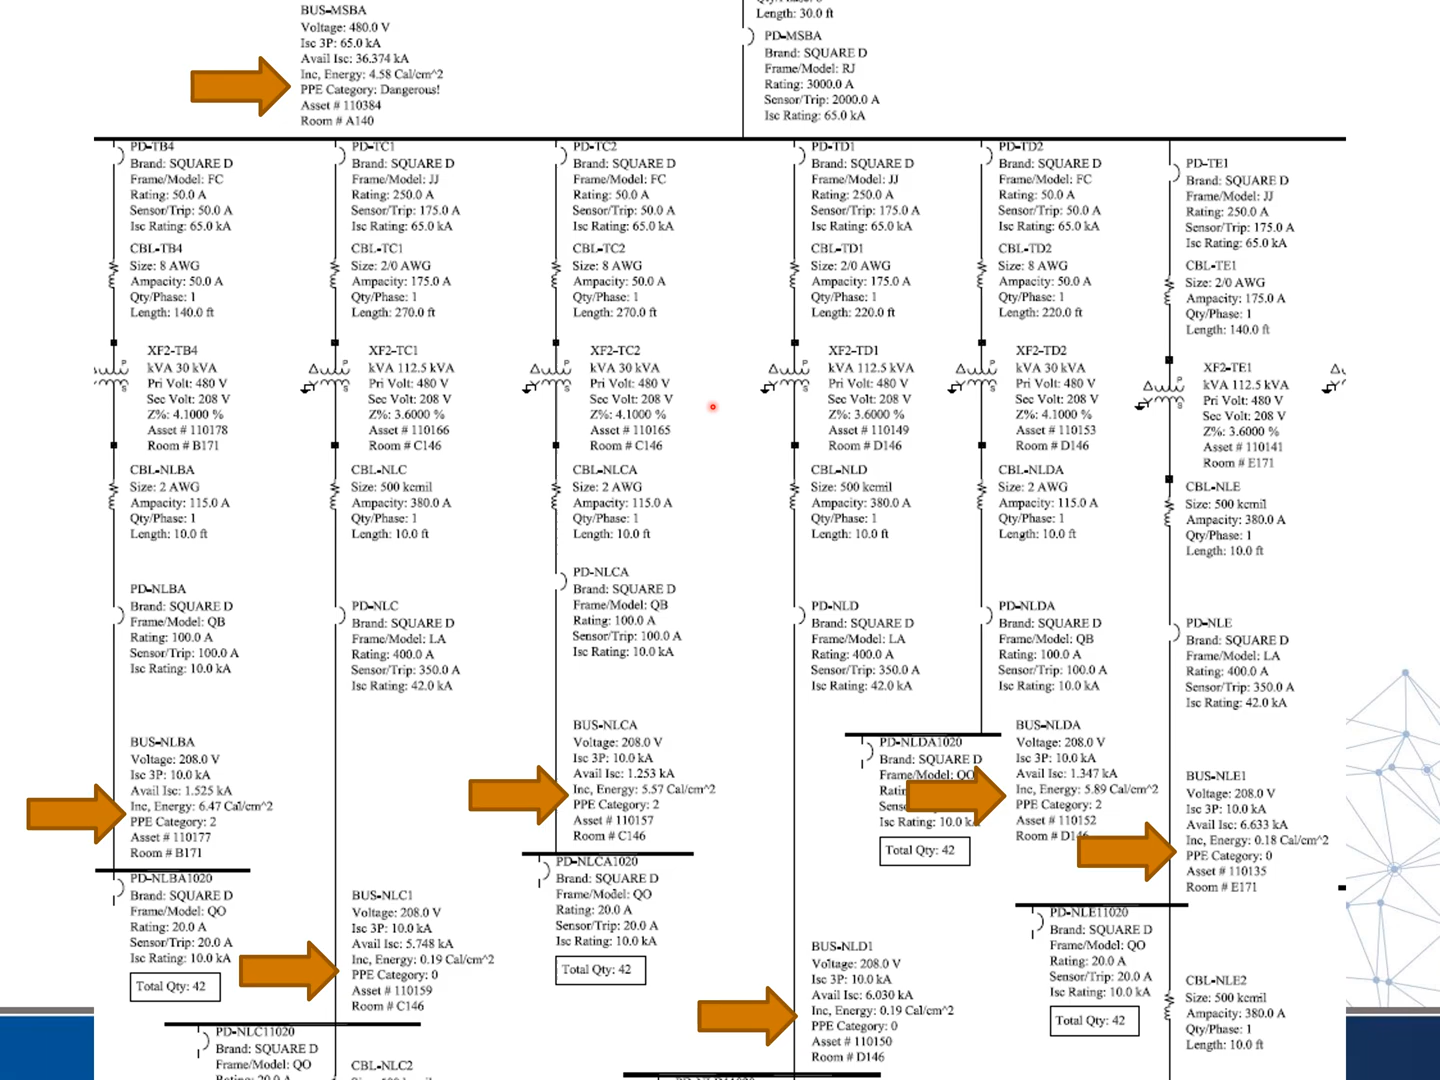 BUS-MSBA
Voltage: 480.0 V
Isc 3P: 65.0 kA
Avail Isc: 36.374 kA
Inc, Energy: 4.58 Cal/cm^2
PPE Category: Dangerous!
Asset # 110384
Room # A140
Length: 30.0 ft
PD-MSBA
Brand: SQUARE D
Frame/Model: RJ
Rating: 3000.0 A
Sensor/Trip: 2000.0 A
Isc Rating: 65.0 kA
PD-TB4
Brand: SQUARE D
Frame/Model: FC
Rating: 50.0 A
Sensor/Trip: 50.0 A
Isc Rating: 65.0 kA
CBL-TB4
Size: 8 AWG
Ampacity: 50.0 A
Qty/Phase: 1
Length: 140.0 ft
P
S
XF2-TB4
kVA 30 kVA
Pri Volt: 480 V
Sec Volt: 208 V
Z%: 4.1000 %
Asset # 110178
Room # B171
CBL-NLBA
Size: 2 AWG
Ampacity: 115.0 A
Qty/Phase: 1
Length: 10.0 ft
PD-NLBA
Brand: SQUARE D
Frame/Model: QB
Rating: 100.0 A
Sensor/Trip: 100.0 A
Isc Rating: 10.0 kA
BUS-NLBA
Voltage: 208.0 V
Isc 3P: 10.0 kA
Avail Isc: 1.525 kA
Inc, Energy: 6.47 Cal/cm^2
PPE Category: 2
Asset # 110177
Room # B171
PD-NLBA1020
Brand: SQUARE D
Frame/Model: QO
Rating: 20.0 A
Sensor/Trip: 20.0 A
Isc Rating: 10.0 kA
Total Qty: 42
PD-TC1
Brand: SQUARE D
Frame/Model: JJ
Rating: 250.0 A
Sensor/Trip: 175.0 A
Isc Rating: 65.0 kA
CBL-TC1
Size: 2/0 AWG
Ampacity: 175.0 A
Qty/Phase: 1
Length: 270.0 ft
P
S
XF2-TC1
kVA 112.5 kVA
Pri Volt: 480 V
Sec Volt: 208 V
Z%: 3.6000 %
Asset # 110166
Room # C146
CBL-NLC
Size: 500 kcmil
Ampacity: 380.0 A
Qty/Phase: 1
Length: 10.0 ft
PD-NLC
Brand: SQUARE D
Frame/Model: LA
Rating: 400.0 A
Sensor/Trip: 350.0 A
Isc Rating: 42.0 kA
BUS-NLC1
Voltage: 208.0 V
Isc 3P: 10.0 kA
Avail Isc: 5.748 kA
Inc, Energy: 0.19 Cal/cm^2
PPE Category: 0
Asset # 110159
Room # C146
PD-NLC11020
Brand: SQUARE D
Frame/Model: QO
Rating: 20.0 A
CBL-NLC2
PD-TC2
Brand: SQUARE D
Frame/Model: FC
Rating: 50.0 A
Sensor/Trip: 50.0 A
Isc Rating: 65.0 kA
CBL-TC2
Size: 8 AWG
Ampacity: 50.0 A
Qty/Phase: 1
Length: 270.0 ft
P
S
XF2-TC2
kVA 30 kVA
Pri Volt: 480 V
Sec Volt: 208 V
Z%: 4.1000 %
Asset # 110165
Room # C146
CBL-NLCA
Size: 2 AWG
Ampacity: 115.0 A
Qty/Phase: 1
Length: 10.0 ft
PD-NLCA
Brand: SQUARE D
Frame/Model: QB
Rating: 100.0 A
Sensor/Trip: 100.0 A
Isc Rating: 10.0 kA
BUS-NLCA
Voltage: 208.0 V
Isc 3P: 10.0 kA
Avail Isc: 1.253 kA
Inc, Energy: 5.57 Cal/cm^2
PPE Category: 2
Asset # 110157
Room # C146
PD-NLCA1020
Brand: SQUARE D
Frame/Model: QO
Rating: 20.0 A
Sensor/Trip: 20.0 A
Isc Rating: 10.0 kA
Total Qty: 42
PD-TD1
Brand: SQUARE D
Frame/Model: JJ
Rating: 250.0 A
Sensor/Trip: 175.0 A
Isc Rating: 65.0 kA
CBL-TD1
Size: 2/0 AWG
Ampacity: 175.0 A
Qty/Phase: 1
Length: 220.0 ft
P
S
XF2-TD1
kVA 112.5 kVA
Pri Volt: 480 V
Sec Volt: 208 V
Z%: 3.6000 %
Asset # 110149
Room # D146
CBL-NLD
Size: 500 kcmil
Ampacity: 380.0 A
Qty/Phase: 1
Length: 10.0 ft
PD-NLD
Brand: SQUARE D
Frame/Model: LA
Rating: 400.0 A
Sensor/Trip: 350.0 A
Isc Rating: 42.0 kA
BUS-NLD1
Voltage: 208.0 V
Isc 3P: 10.0 kA
Avail Isc: 6.030 kA
Inc, Energy: 0.19 Cal/cm^2
PPE Category: 0
Asset # 110150
Room # D146
PD-TD2
Brand: SQUARE D
Frame/Model: FC
Rating: 50.0 A
Sensor/Trip: 50.0 A
Isc Rating: 65.0 kA
CBL-TD2
Size: 8 AWG
Ampacity: 50.0 A
Qty/Phase: 1
Length: 220.0 ft
P
S
XF2-TD2
kVA 30 kVA
Pri Volt: 480 V
Sec Volt: 208 V
Z%: 4.1000 %
Asset # 110153
Room # D146
CBL-NLDA
Size: 2 AWG
Ampacity: 115.0 A
Qty/Phase: 1
Length: 10.0 ft
PD-NLDA
Brand: SQUARE D
Frame/Model: QB
Rating: 100.0 A
Sensor/Trip: 100.0 A
Isc Rating: 10.0 kA
PD-NLDA1020
Brand: SQUARE D
Frame/Model: QO
Isc Rating: 10.0
Total Qty: 42
BUS-NLDA
Voltage: 208.0 V
Isc 3P: 10.0 kA
Avail Isc: 1.347 kA
Inc, Energy: 5.89 Cal/cm^2
PPE Category: 2
Asset # 110152
Room # D146
PD-TE1
Brand: SQUARE D
Frame/Model: JJ
Rating: 250.0 A
Sensor/Trip: 175.0 A
Isc Rating: 65.0 kA
CBL-TE1
Size: 2/0 AWG
Ampacity: 175.0 A
Qty/Phase: 1
Length: 140.0 ft
P
S
XF2-TE1
kVA 112.5 kVA
Pri Volt: 480 V
Sec Volt: 208 V
Z%: 3.6000 %
Asset # 110141
Room # E171
CBL-NLE
Size: 500 kcmil
Ampacity: 380.0 A
Qty/Phase: 1
Length: 10.0 ft
PD-NLE
Brand: SQUARE D
Frame/Model: LA
Rating: 400.0 A
Sensor/Trip: 350.0 A
Isc Rating: 42.0 kA
BUS-NLE1
Voltage: 208.0 V
Isc 3P: 10.0 kA
Avail Isc: 6.633 kA
Inc, Energy: 0.18 Cal/cm^2
PPE Category: 0
Asset # 110135
Room # E171
PD-NLE11020
Brand: SQUARE D
Frame/Model: QO
Rating: 20.0 A
Sensor/Trip: 20.0 A
Isc Rating: 10.0 kA
Total Qty: 42
CBL-NLE2
Size: 500 kcmil
Ampacity: 380.0 A
Qty/Phase: 1
Length: 10.0 ft